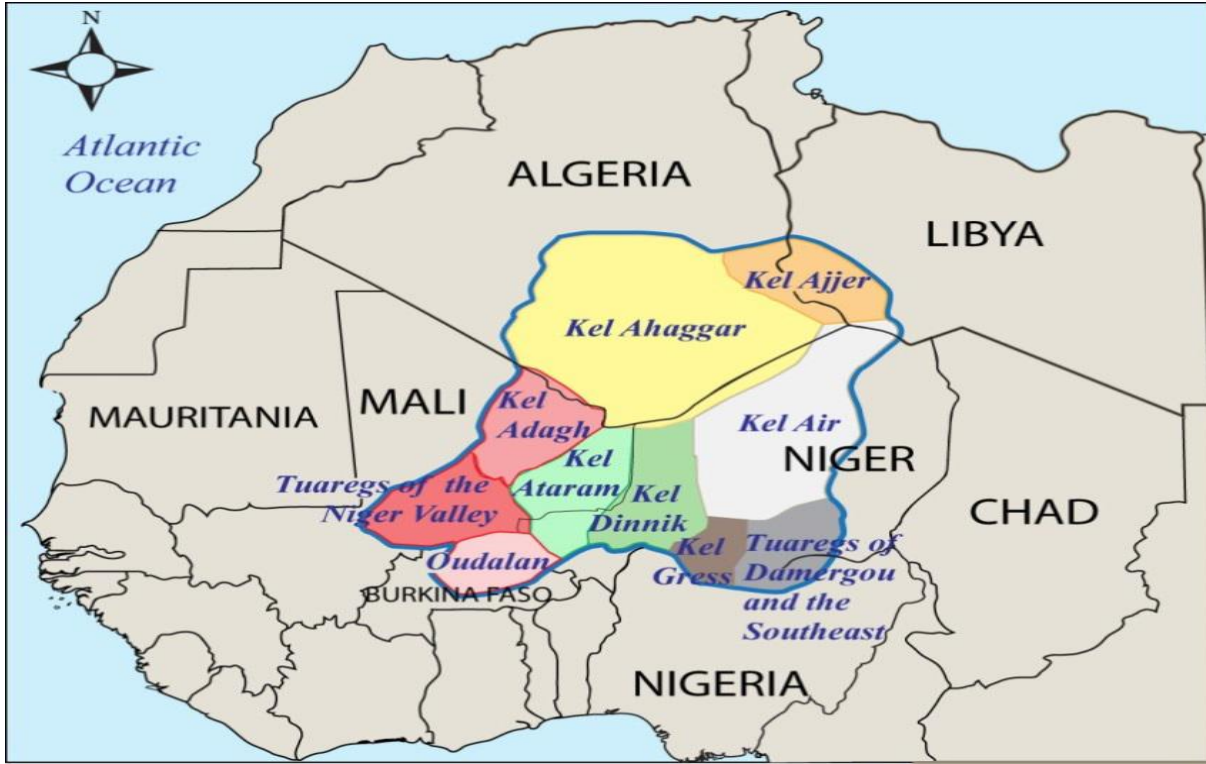 N
Atlantic
Ocean
ALGERIA
LIBYA
Kel Ajjer
Kel Ahaggar
MAURITANIA
MALI
Kel
Adagh
Kel Air
NIGER
Tuaregs of the
Niger Valley
Kel
Ataram
Kel
Dinnik
CHAD
Oudalan
Kel
Gress
Tuaregs of
Damergou
and the
Southeast
BURKINA FASO
NIGERIA